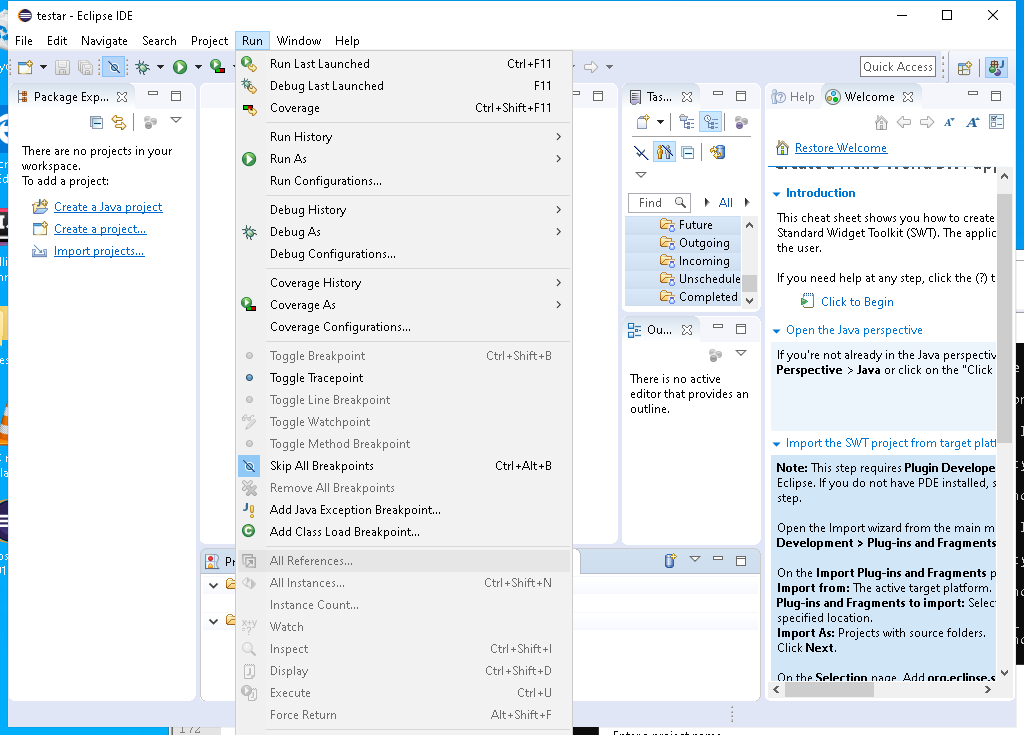 testar - Eclipse IDE
File Edit Navigate Search Project Run Window Help
Quick Access
Package Exp...
There are no projects in your
workspace.
To add a project:
Create a Java project
Create a project...
Import projects...
Run Last Launched Ctrl+F11
Debug Last Launched F11
Coverage Ctrl+Shift+F11
Run History
Run As
Run Configurations...
Debug History
Debug As
Debug Configurations...
Coverage History
Coverage As
Coverage Configurations...
Toggle Breakpoint Ctrl+Shift+B
Toggle Tracepoint
Toggle Line Breakpoint
Toggle Watchpoint
Toggle Method Breakpoint
Skip All Breakpoints Ctrl+Alt+B
Remove All Breakpoints
Add Java Exception Breakpoint...
Add Class Load Breakpoint...
All References...
All Instances... Ctrl+Shift+N
Instance Count...
Watch
Inspect Ctrl+Shift+I
Display Ctrl+Shift+D
Execute Ctrl+U
Force Return Alt+Shift+F
Tas...
Find All
Future
Outgoing
Incoming
Unschedule
Completed
Ou...
There is no active
editor that provides an
outline.
Help Welcome
Restore Welcome
Create a Hello World SWT app
Introduction
This cheat sheet shows you how to create
Standard Widget Toolkit (SWT). The applic
the user.
If you need help at any step, click the (?) t
Click to Begin
Open the Java perspective
If you're not already in the Java perspectiv
Perspective > Java or click on the "Click
Import the SWT project from target platf
Note: This step requires Plugin Develope
Eclipse. If you do not have PDE installed, s
step.
Open the Import wizard from the main m
Development > Plug-ins and Fragments
On the Import Plug-ins and Fragments p
Import from: The active target platform.
Plug-ins and Fragments to import: Selec
specified location.
Import As: Projects with source folders.
Click Next.
On the Selection page, Add org.eclipse.s
Pr
172
Enter a project name